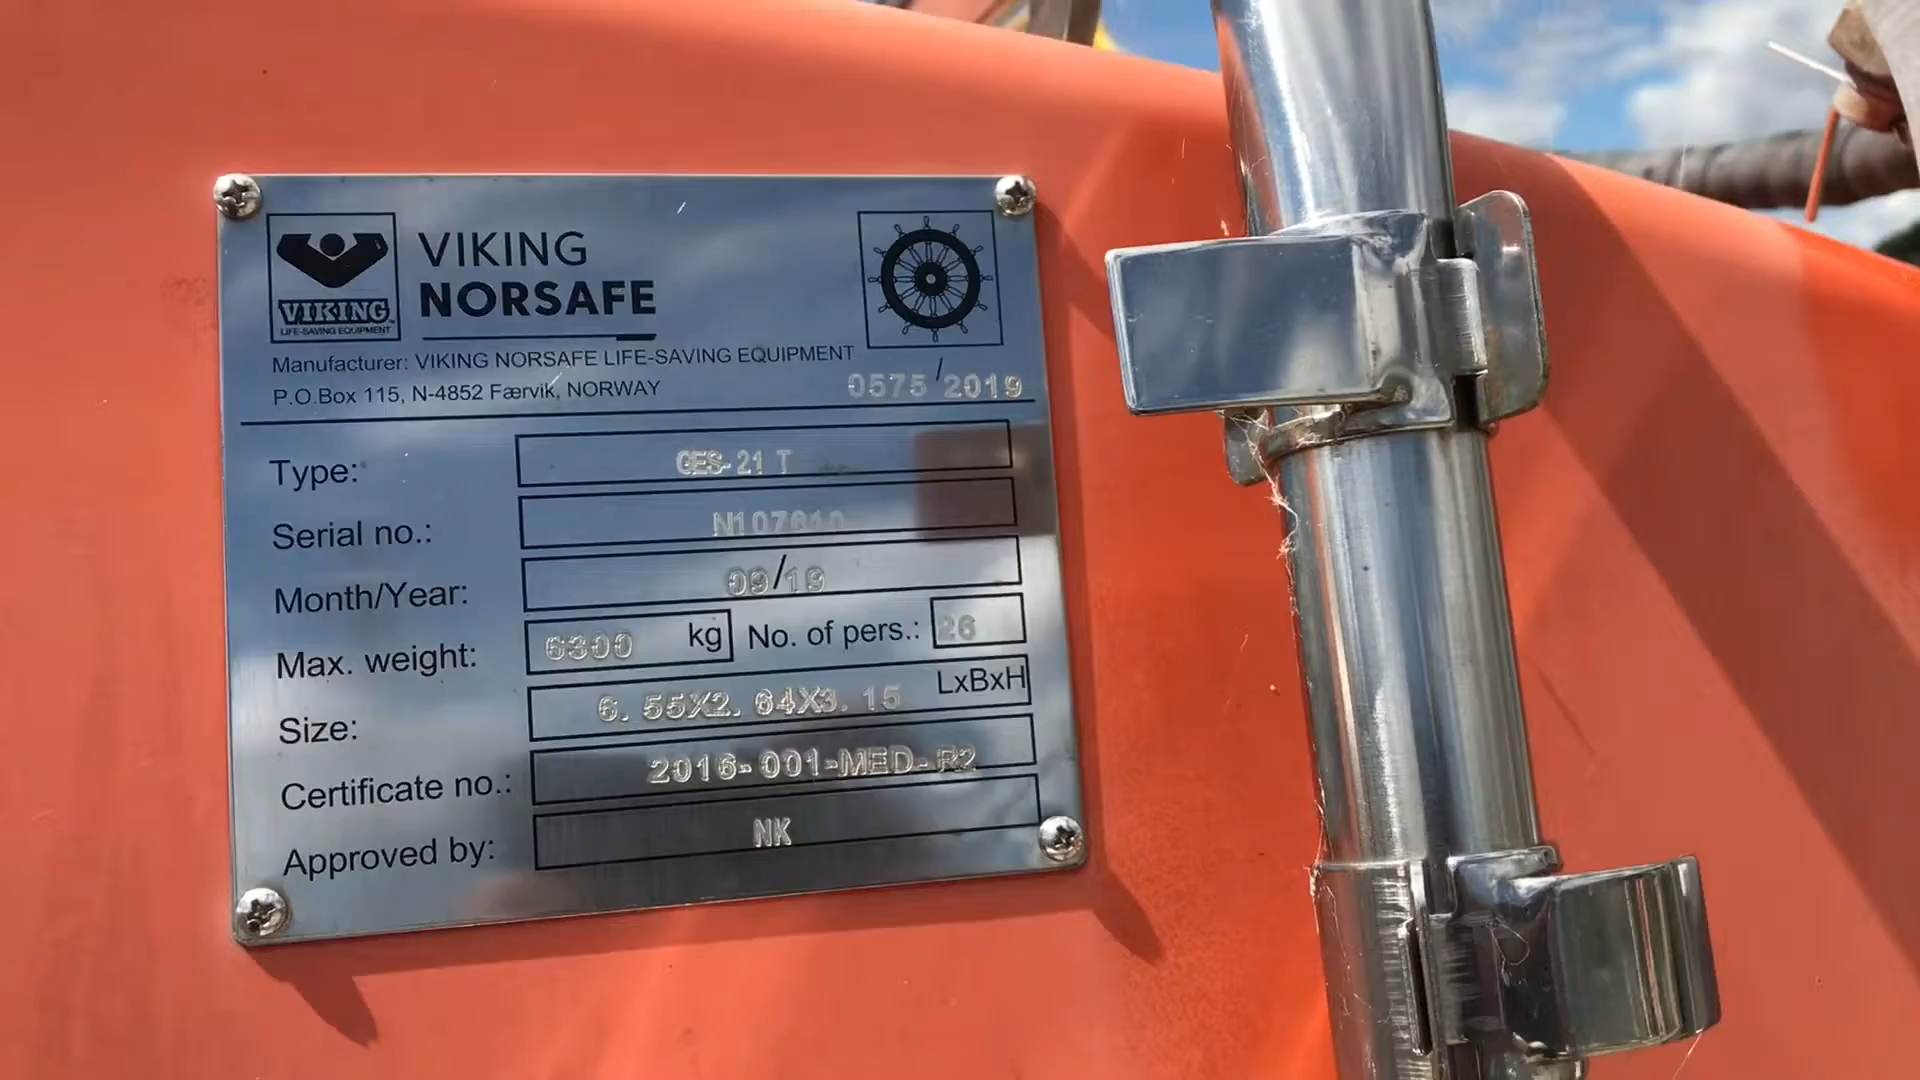 VIKING
LIFE-SAVING EQUIPMENT
VIKING
NORSAFE
Manufacturer: VIKING NORSAFE LIFE-SAVING EQUIPMENT
P.O.Box 115, N-4852 Færvik, NORWAY
0575/2019
Type: GES-21 T
Serial no.:
Month/Year: 09/19
Max. weight: 6300 kg No. of pers.: 26
Size: 6.55X2.64X3.15 LxBxH
Certificate no.: 2016-001-MED-R2
Approved by: NK